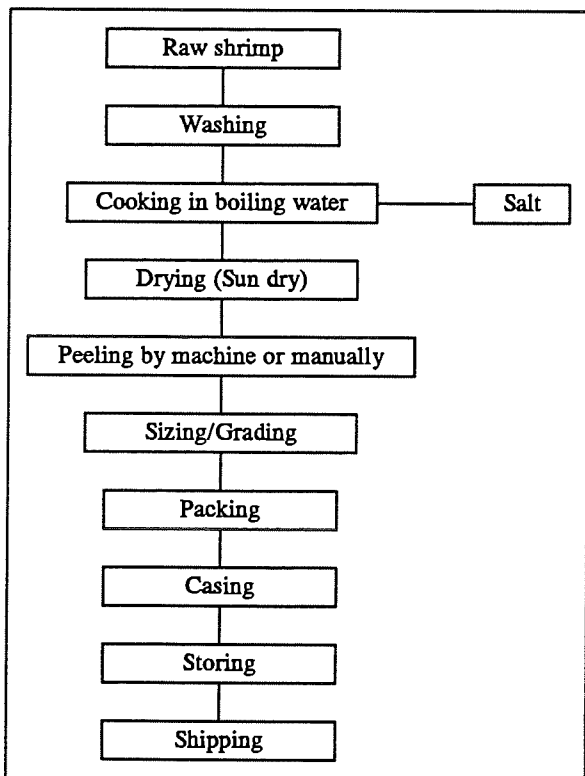 Raw shrimp
Washing
Cooking in boiling water
Salt
Drying (Sun dry)
Peeling by machine or manually
Sizing/Grading
Packing
Casing
Storing
Shipping